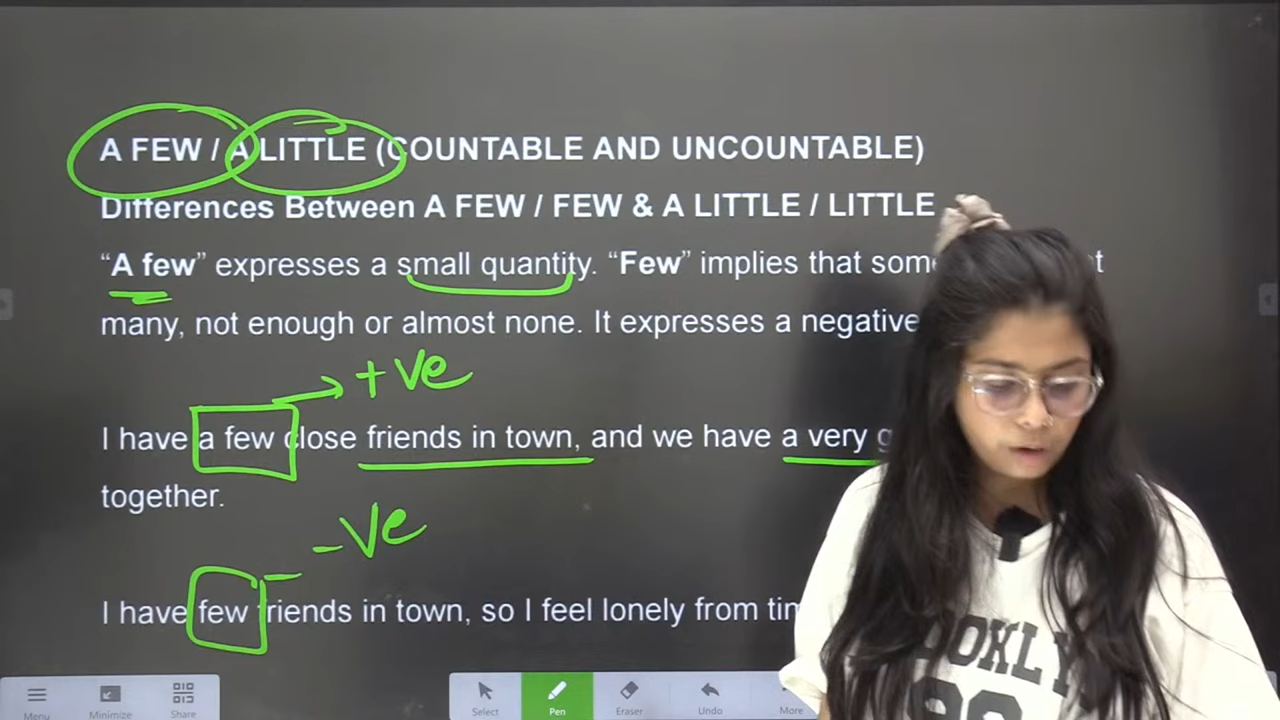 A FEW / A LITTLE (COUNTABLE AND UNCOUNTABLE)
Differences Between A FEW / FEW & A LITTLE / LITTLE
“A few” expresses a small quantity. “Few” implies that
many, not enough or almost none. It expresses a negative
+ve
I have a few close friends in town, and we have a very
together.
-ve
I have few friends in town, so I feel lonely from
Menu Minimize Share Select Pen Eraser Undo More